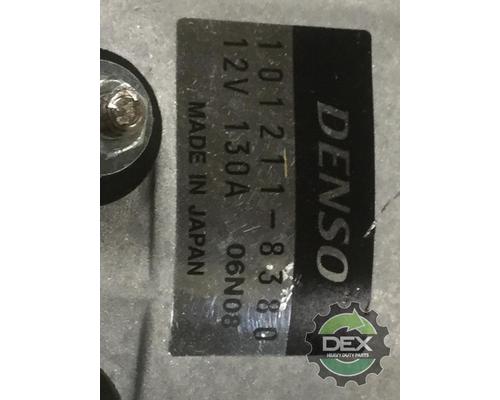 DENSO
101211-8380
12V 130A 06N08
MADE IN JAPAN
DEX
HEAVY DUTY PARTS